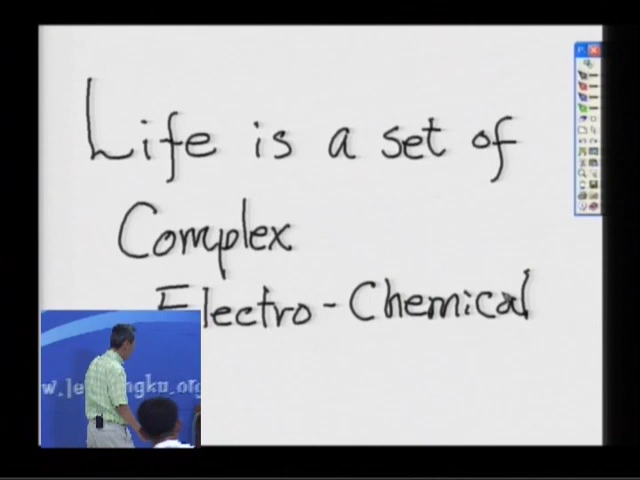 Life is a set of
Complex
Electro-Chemical